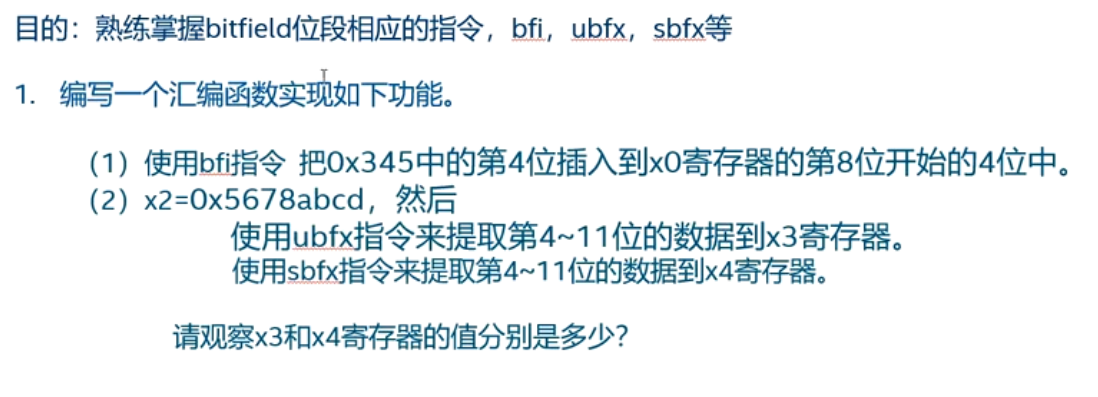 目的：熟练掌握bitfield位段相应的指令，bfi，ubfx，sbfx等
1. 编写一个汇编函数实现如下功能。
（1）使用bfi指令 把0x345中的第4位插入到x0寄存器的第8位开始的4位中。
（2）x2=0x5678abcd，然后
使用ubfx指令来提取第4~11位的数据到x3寄存器。
使用sbfx指令来提取第4~11位的数据到x4寄存器。
请观察x3和x4寄存器的值分别是多少？